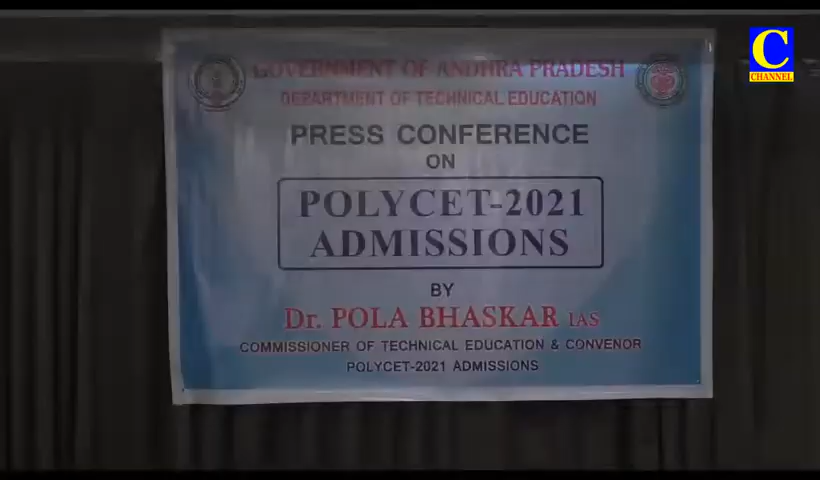 C
CHANNEL
GOVERNMENT OF ANDHRA PRADESH
DEPARTMENT OF TECHNICAL EDUCATION
PRESS CONFERENCE
ON
POLYCET-2021
ADMISSIONS
BY
Dr. POLA BHASKAR IAS
COMMISSIONER OF TECHNICAL EDUCATION & CONVENOR
POLYCET-2021 ADMISSIONS